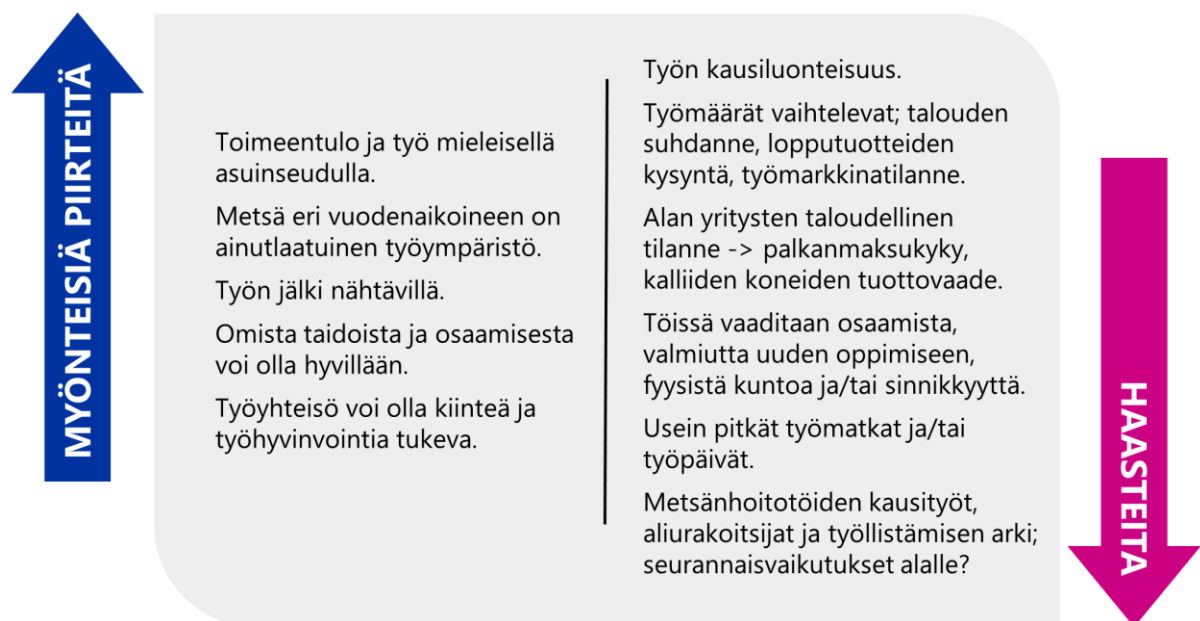 MYÖNTEISIÄ PIIRTEITÄ
Toimeentulo ja työ mieleisellä
asuinseudulla.
Metsä eri vuodenaikoineen on
ainutlaatuinen työympäristö.
Työn jälki nähtävillä.
Omista taidoista ja osaamisesta
voi olla hyvillään.
Työyhteisö voi olla kiinteä ja
työhyvinvointia tukeva.
Työn kausiluonteisuus.
Työmäärät vaihtelevat; talouden
suhdanne, lopputuotteiden
kysyntä, työmarkkinatilanne.
Alan yritysten taloudellinen
tilanne -> palkanmaksukyky,
kalliiden koneiden tuottovaade.
Töissä vaaditaan osaamista,
valmiutta uuden oppimiseen,
fyysistä kuntoa ja/tai sinnikkyyttä.
Usein pitkät työmatkat ja/tai
työpäivät.
Metsänhoitotöiden kausityöt,
aliurakoitsijat ja työllistämisen arki;
seurannaisvaikutukset alalle?
HAASTEITA